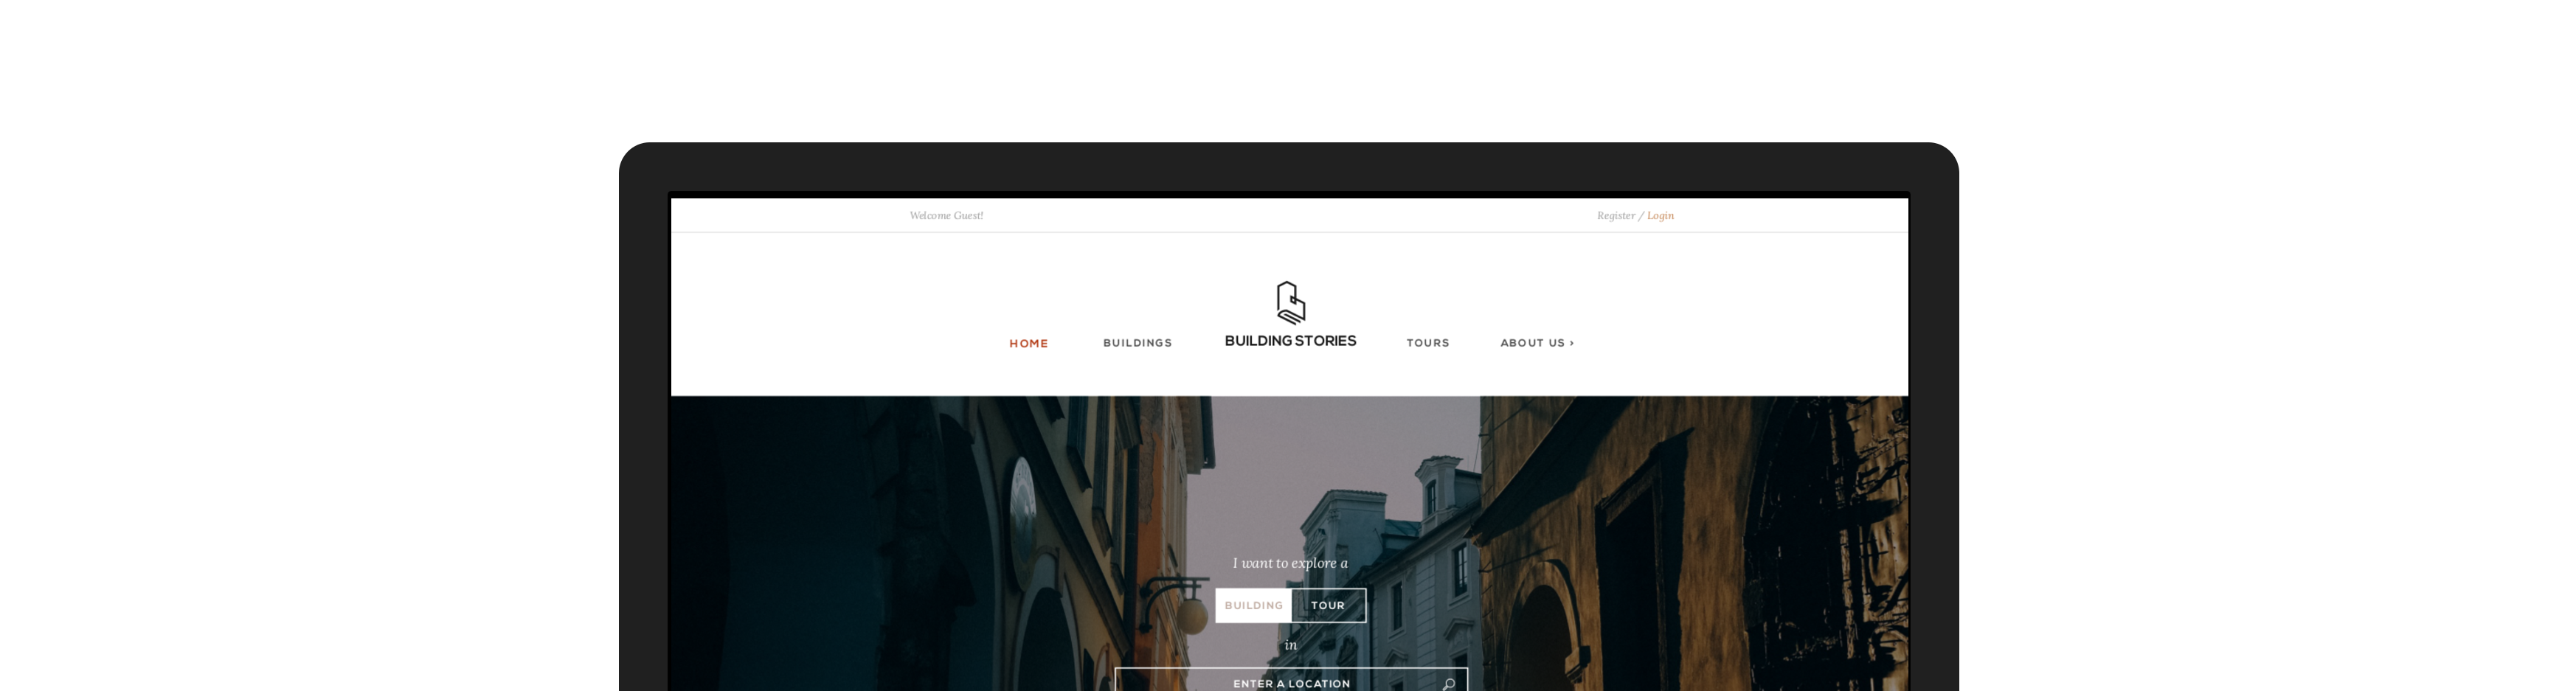 Welcome Guest!
Register / Login
HOME
BUILDINGS
BUILDING STORIES
TOURS
ABOUT US ›
I want to explore a
BUILDING
TOUR
in
ENTER A LOCATION